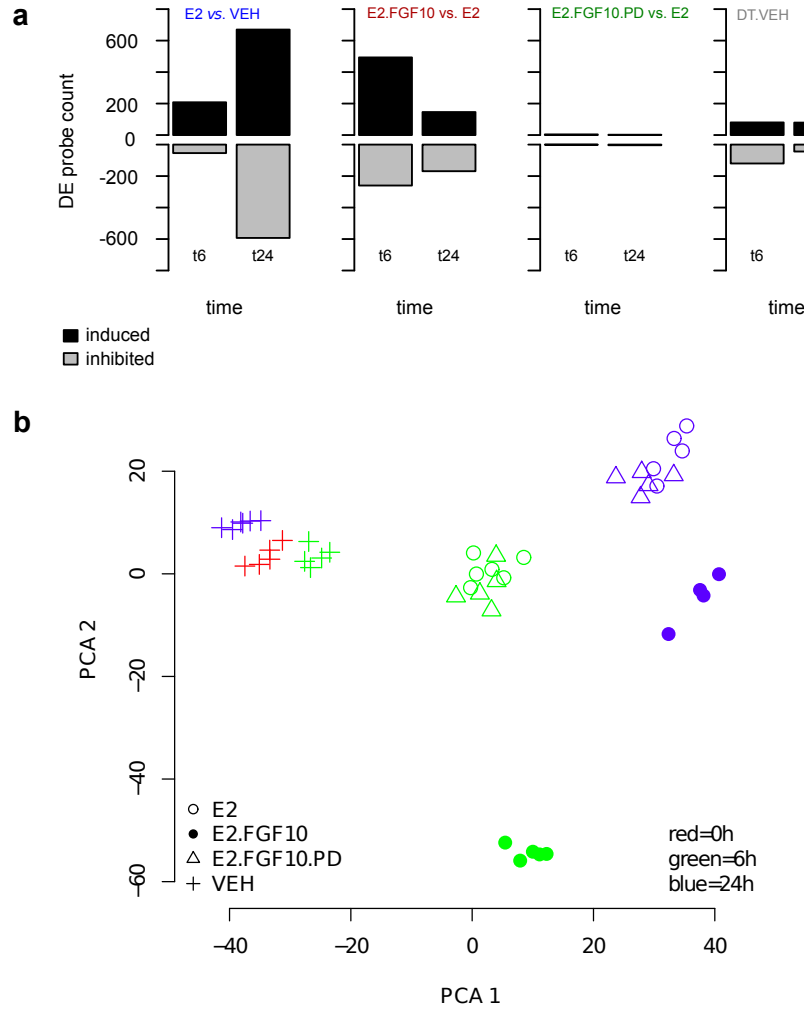 a
E2 vs. VEH
E2.FGF10 vs. E2
E2.FGF10.PD vs. E2
DT.VEH
DE probe count
600
200
0
-200
-600
t6 t24
t6 t24
t6 t24
t6
time
time
time
time
induced
inhibited
b
PCA 2
20
0
−20
−40
−60
E2
E2.FGF10
E2.FGF10.PD
VEH
red=0h
green=6h
blue=24h
−40 −20 0 20 40
PCA 1